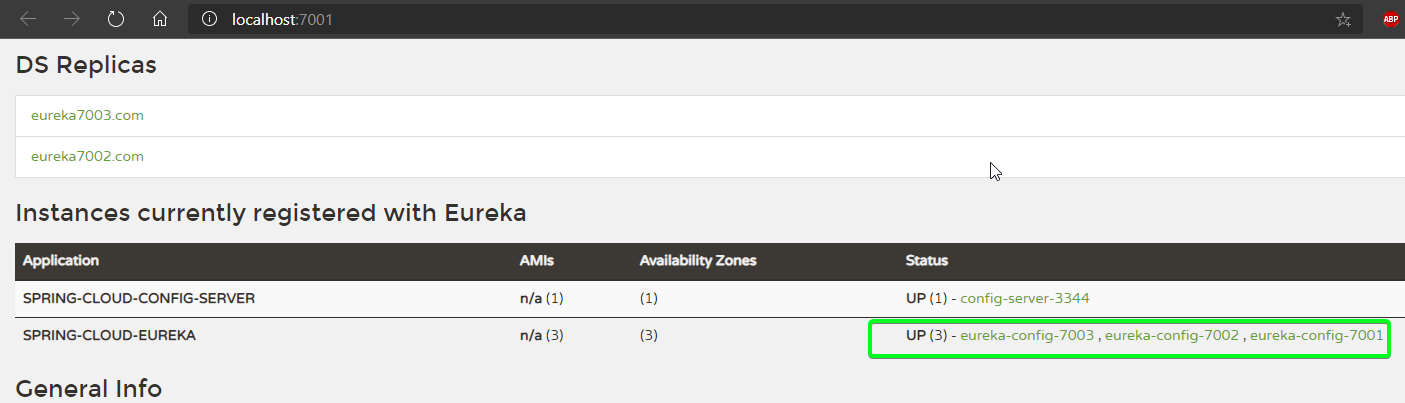 localhost:7001
ABP
DS Replicas
eureka7003.com
eureka7002.com
Instances currently registered with Eureka
Application AMIs Availability Zones Status
SPRING-CLOUD-CONFIG-SERVER n/a (1) (1) UP (1) - config-server-3344
SPRING-CLOUD-EUREKA n/a (3) (3) UP (3) - eureka-config-7003 , eureka-config-7002 , eureka-config-7001
General Info